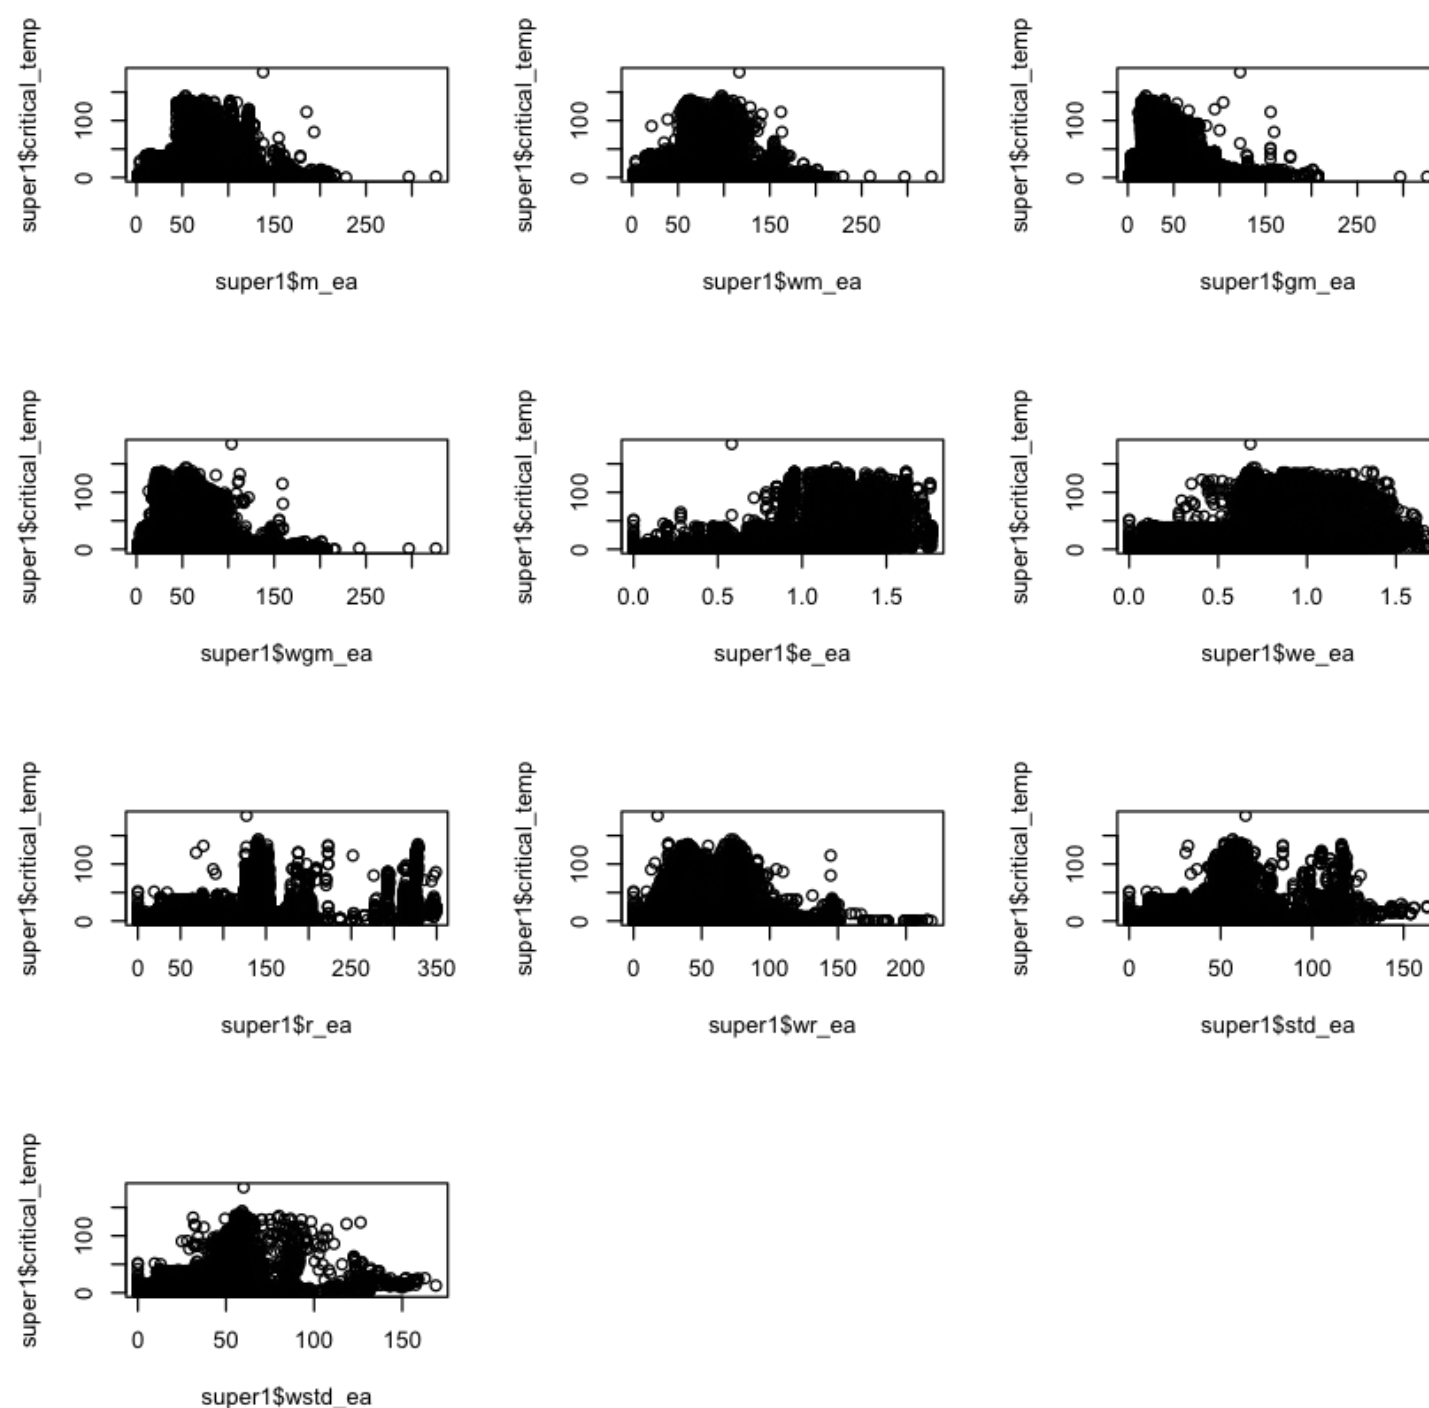 super1$critical_temp
0 100
0 50 150 250
super1$m_ea
super1$critical_temp
0 100
0 50 150 250
super1$wm_ea
super1$critical_temp
0 100
0 50 150 250
super1$gm_ea
super1$critical_temp
0 100
0 50 150 250
super1$wgm_ea
super1$critical_temp
0 100
0.0 0.5 1.0 1.5
super1$e_ea
super1$critical_temp
0 100
0.0 0.5 1.0 1.5
super1$we_ea
super1$critical_temp
0 100
0 50 150 250 350
super1$r_ea
super1$critical_temp
0 100
0 50 100 150 200
super1$wr_ea
super1$critical_temp
0 100
0 50 100 150
super1$std_ea
super1$critical_temp
0 100
0 50 100 150
super1$wstd_ea